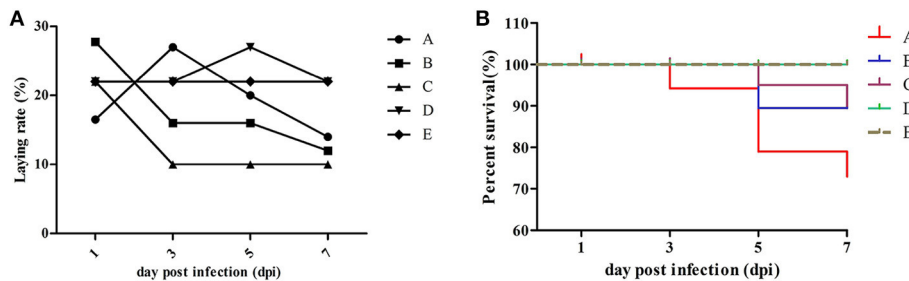 A
30
20
10
0
Laying rate (%)
1
3
5
7
day post infection (dpi)
A
B
C
D
E
B
110
100
90
80
70
60
Percent survival(%)
1
3
5
7
day post infection (dpi)